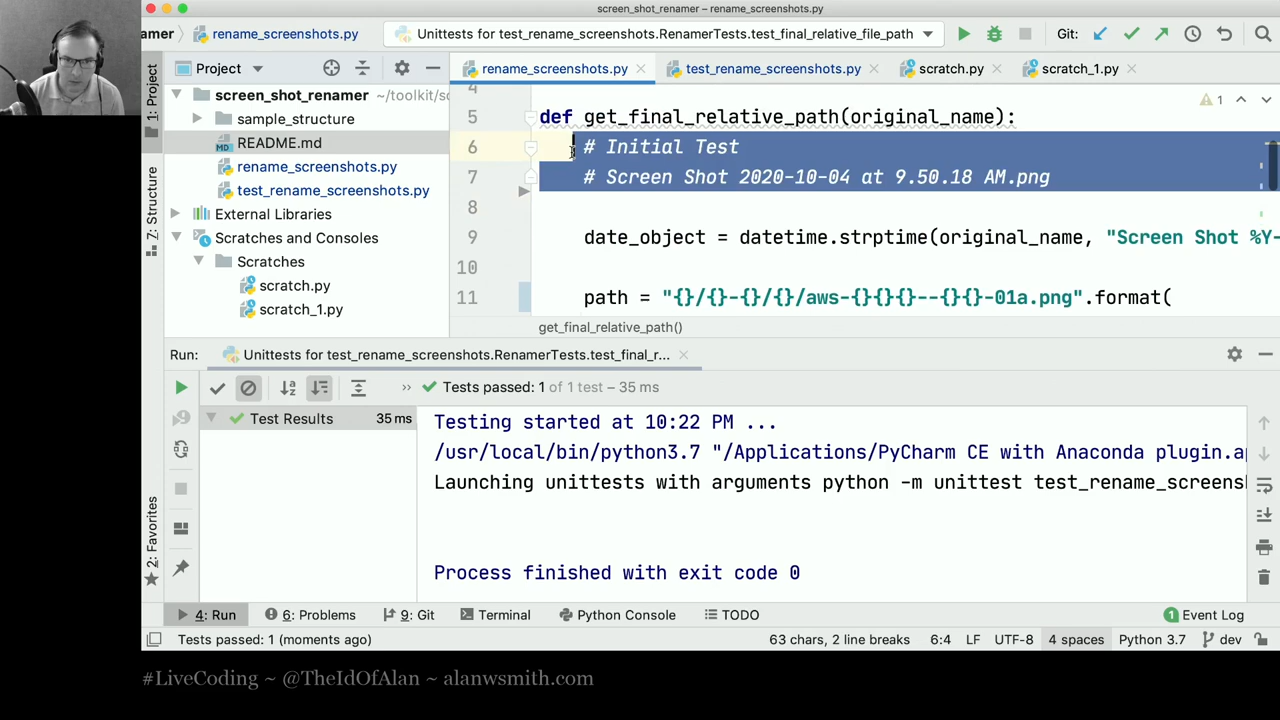 screen_shot_renamer – rename_screenshots.py
amer
rename_screenshots.py
Unittests for test_rename_screenshots.RenamerTests.test_final_relative_file_path
Git:
1: Project
Project
rename_screenshots.py
test_rename_screenshots.py
scratch.py
scratch_1.py
screen_shot_renamer ~/toolkit/sc
sample_structure
README.md
rename_screenshots.py
test_rename_screenshots.py
External Libraries
Scratches and Consoles
Scratches
scratch.py
scratch_1.py
7: Structure
2: Favorites
4
5 def get_final_relative_path(original_name):
6 # Initial Test
7 # Screen Shot 2020-10-04 at 9.50.18 AM.png
8
9 date_object = datetime.strptime(original_name, "Screen Shot %Y-
10
11 path = "{}/{}-{}/{}/aws-{}{}{}--{}{}-01a.png".format(
1
get_final_relative_path()
Run: Unittests for test_rename_screenshots.RenamerTests.test_final_r...
Tests passed: 1 of 1 test – 35 ms
Test Results 35 ms
Testing started at 10:22 PM ...
/usr/local/bin/python3.7 "/Applications/PyCharm CE with Anaconda plugin.ap
Launching unittests with arguments python -m unittest test_rename_screensh
Process finished with exit code 0
4: Run 6: Problems 9: Git Terminal Python Console TODO 1 Event Log
Tests passed: 1 (moments ago) 63 chars, 2 line breaks 6:4 LF UTF-8 4 spaces Python 3.7 dev
#LiveCoding ~ @TheIdOfAlan ~ alanwsmith.com